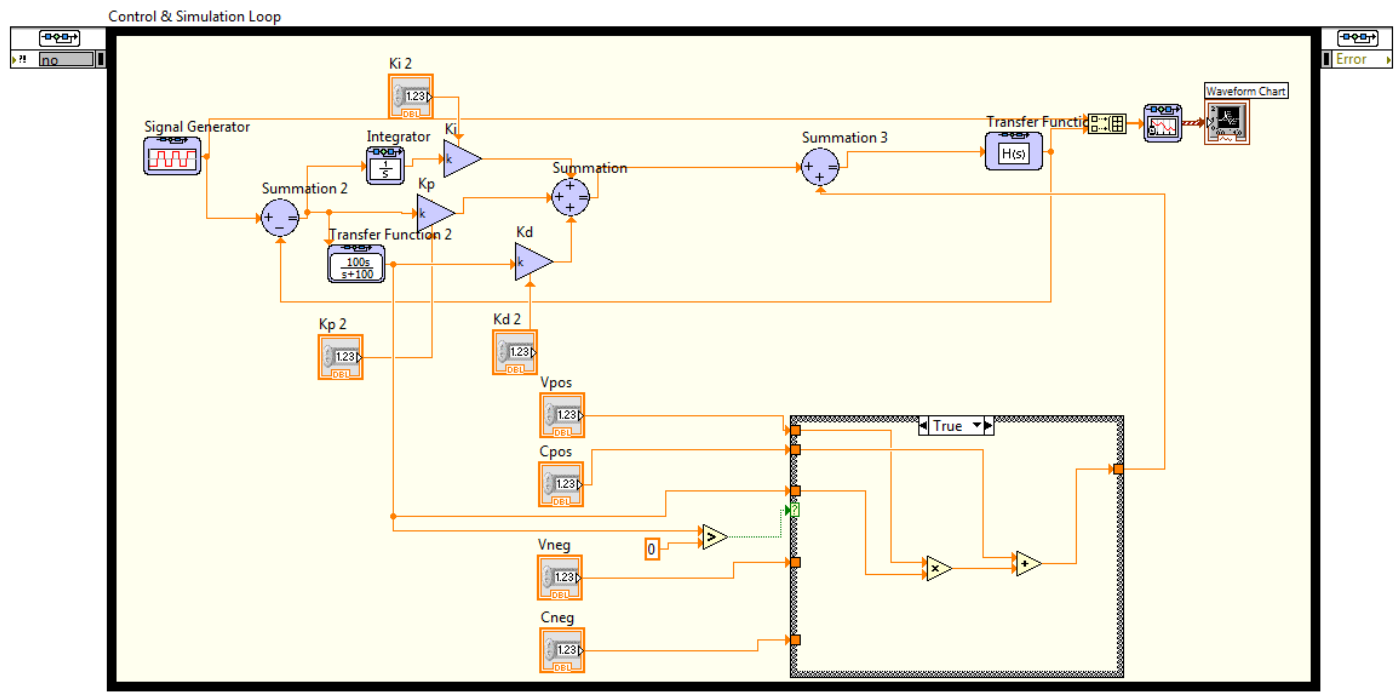 Control & Simulation Loop
?! no
Error
Ki 2
1.23
DBL
Waveform Chart
Signal Generator
Integrator
1
s
Ki
k
Summation 3
Transfer Functi
H(s)
Summation 2
Kp
k
Summation
Transfer Function 2
100s
s+100
Kd
k
Kp 2
1.23
DBL
Kd 2
1.23
DBL
Vpos
1.23
DBL
True
Cpos
1.23
DBL
?
0
>
Vneg
1.23
DBL
×
+
Cneg
1.23
DBL